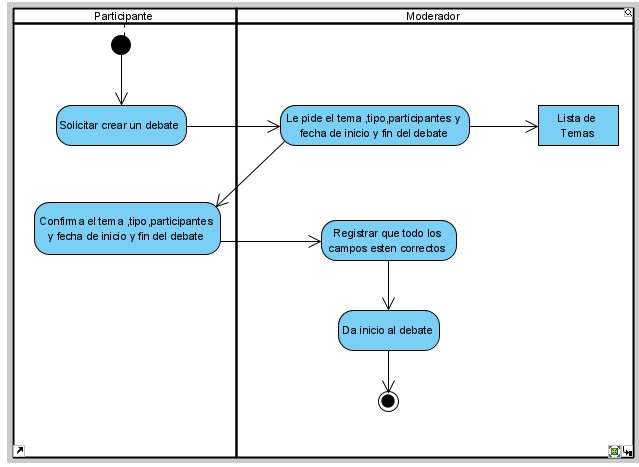 Participante
Moderador
Solicitar crear un debate
Le pide el tema ,tipo,participantes y
fecha de inicio y fin del debate
Lista de
Temas
Confirma el tema ,tipo,participantes
y fecha de inicio y fin del debate
Registrar que todo los
campos esten correctos
Da inicio al debate